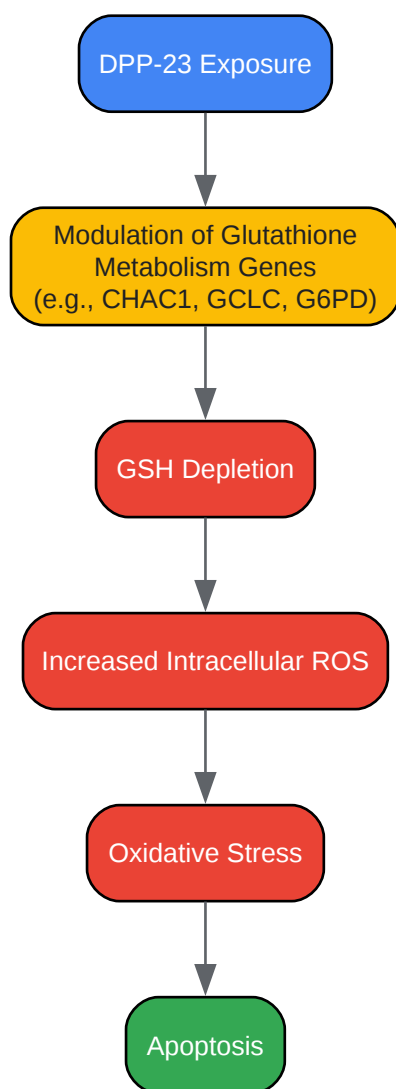 DPP-23 Exposure
Modulation of Glutathione
Metabolism Genes
(e.g., CHAC1, GCLC, G6PD)
GSH Depletion
Increased Intracellular ROS
Oxidative Stress
Apoptosis